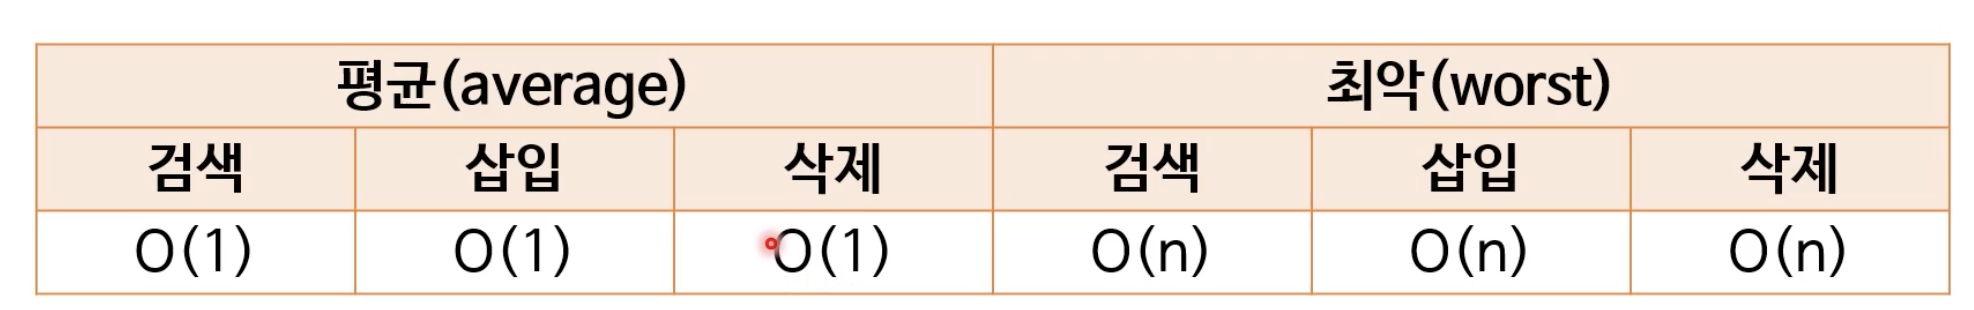 평균(average) 최악(worst)
검색 삽입 삭제 검색 삽입 삭제
O(1) O(1) O(1) O(n) O(n) O(n)